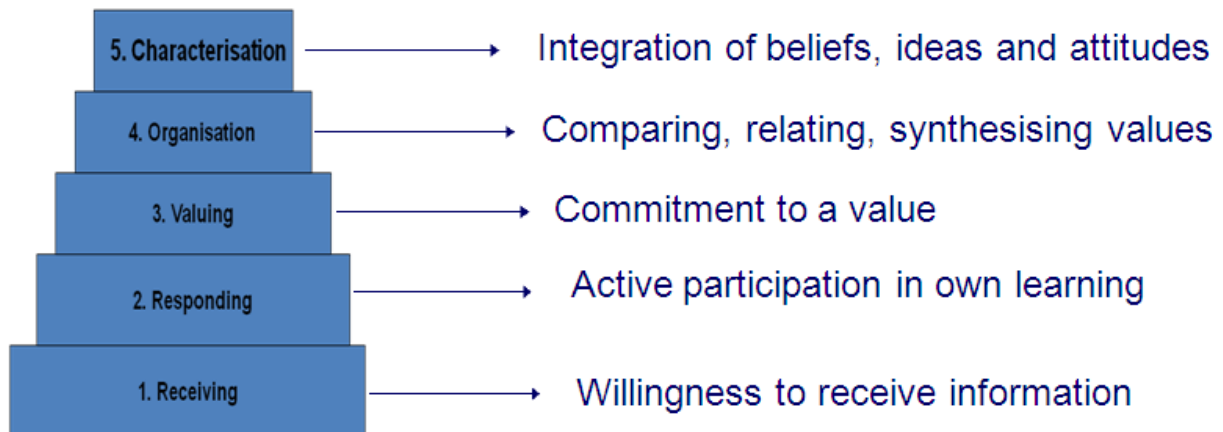 5. Characterisation
Integration of beliefs, ideas and attitudes
4. Organisation
Comparing, relating, synthesising values
3. Valuing
Commitment to a value
2. Responding
Active participation in own learning
1. Receiving
Willingness to receive information